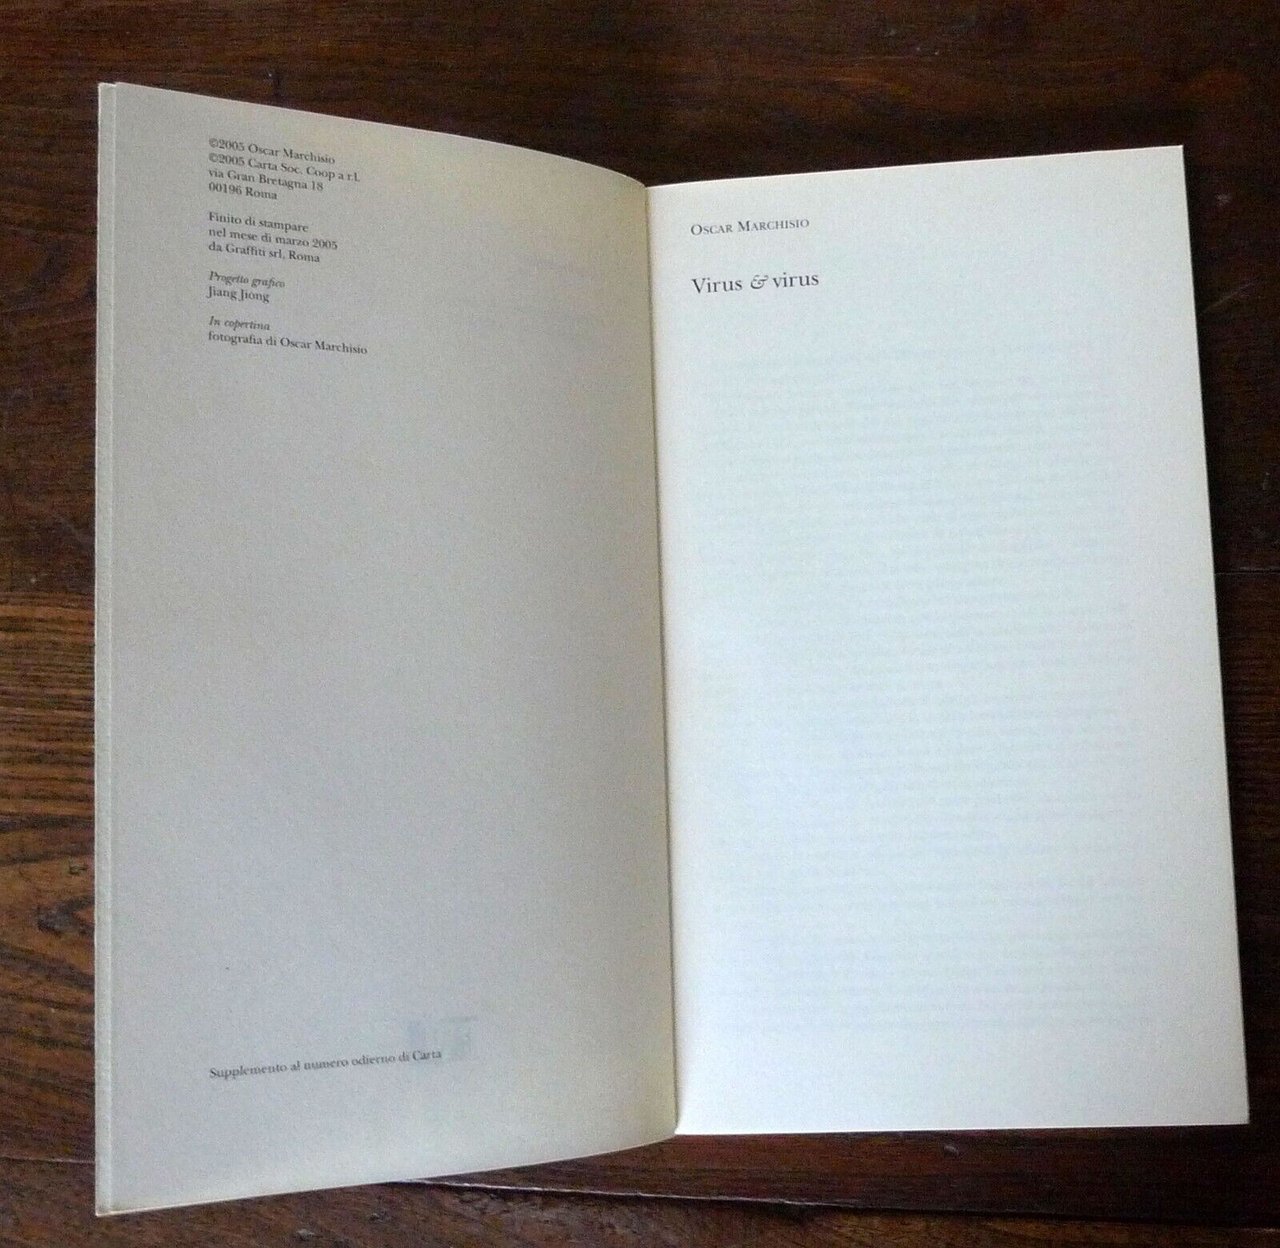 ©2005 Oscar Marchisio
©2005 Carta Soc. Coop a r.l.
via Gran Bretagna 18
00196 Roma
Finito di stampare
nel mese di marzo 2005
da Graffiti srl, Roma
Progetto grafico
Jiang Jiong
In copertina
fotografia di Oscar Marchisio
Supplemento al numero odierno di Carta
OSCAR MARCHISIO
Virus & virus